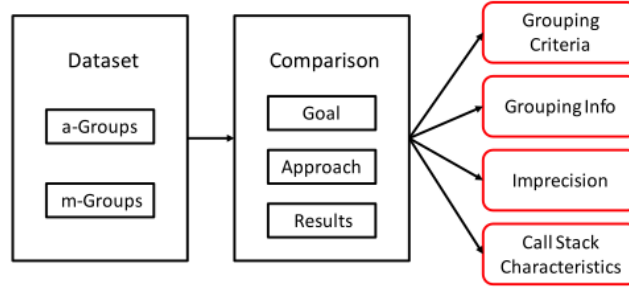 Dataset
a-Groups
m-Groups
Comparison
Goal
Approach
Results
Grouping
Criteria
Grouping Info
Imprecision
Call Stack
Characteristics